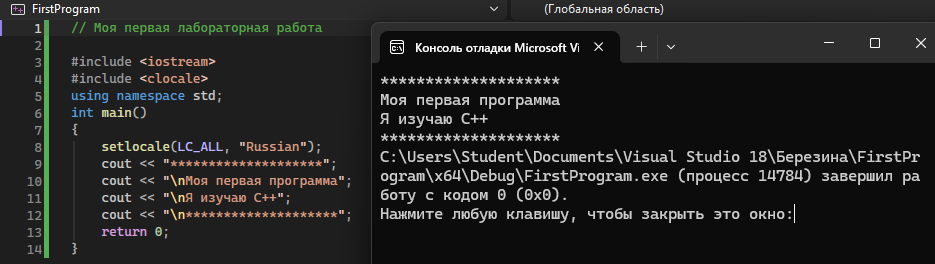 FirstProgram
(Глобальная область)
1 // Моя первая лабораторная работа
2
3 #include <iostream>
4 #include <clocale>
5 using namespace std;
6 int main()
7 {
8 setlocale(LC_ALL, "Russian");
9 cout << "********************";
10 cout << "\nМоя первая программа";
11 cout << "\nЯ изучаю C++";
12 cout << "\n********************";
13 return 0;
14 }
Консоль отладки Microsoft Vi
********************
Моя первая программа
Я изучаю C++
********************
C:\Users\Student\Documents\Visual Studio 18\Березина\FirstPr
ogram\x64\Debug\FirstProgram.exe (процесс 14784) завершил ра
боту с кодом 0 (0x0).
Нажмите любую клавишу, чтобы закрыть это окно: